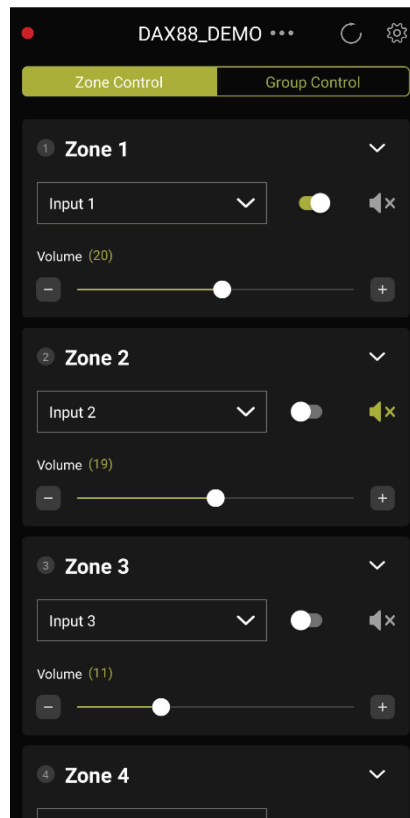 DAX88_DEMO •••
Zone Control Group Control
1 Zone 1
Input 1
Volume (20)
2 Zone 2
Input 2
Volume (19)
3 Zone 3
Input 3
Volume (11)
4 Zone 4